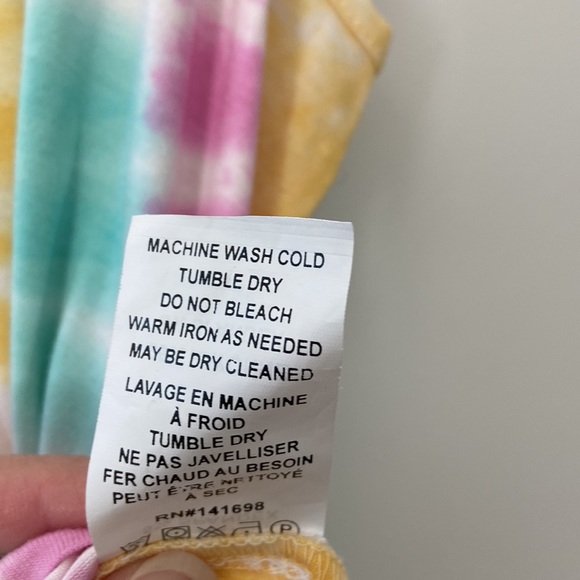 MACHINE WASH COLD
TUMBLE DRY
DO NOT BLEACH
WARM IRON AS NEEDED
MAY BE DRY CLEANED
LAVAGE EN MACHINE
À FROID
TUMBLE DRY
NE PAS JAVELLISER
FER CHAUD AU BESOIN
PEUT ÊTRE NETTOYÉ
À SEC
RN#141698
P